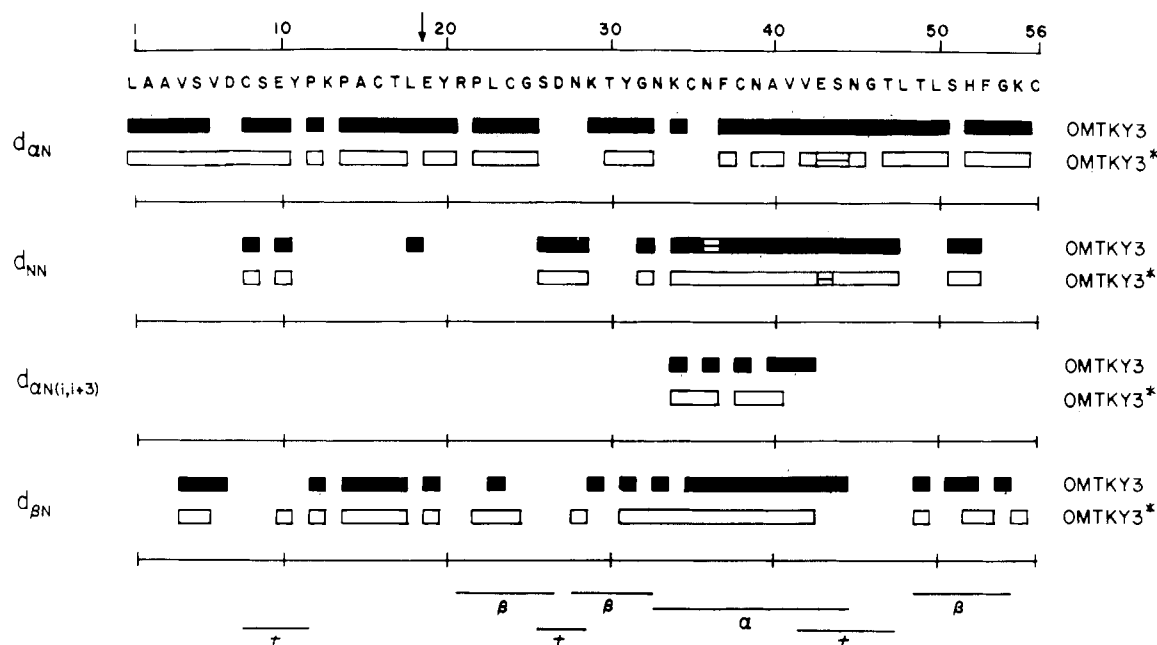 1 10 20 30 40 50 56
L A A V S V D C S E Y P K P A C T L E Y R P L C G S D N K T Y G N K C N F C N A V V E S N G T L T L S H F G K C
dαN OMTKY3
OMTKY3*
dNN OMTKY3
OMTKY3*
dαN(i,i+3) OMTKY3
OMTKY3*
dβN OMTKY3
OMTKY3*
β β α β
t t t